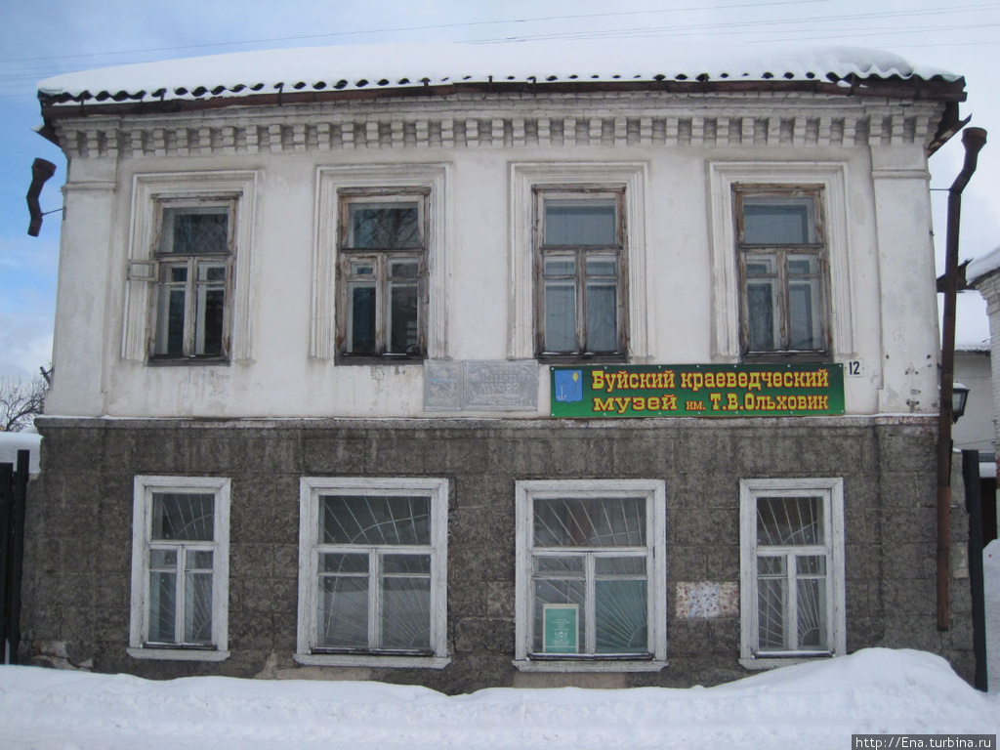 Буйский краеведческий
музей им. Т.В.Ольховик
12
http://Ena.turbina.ru